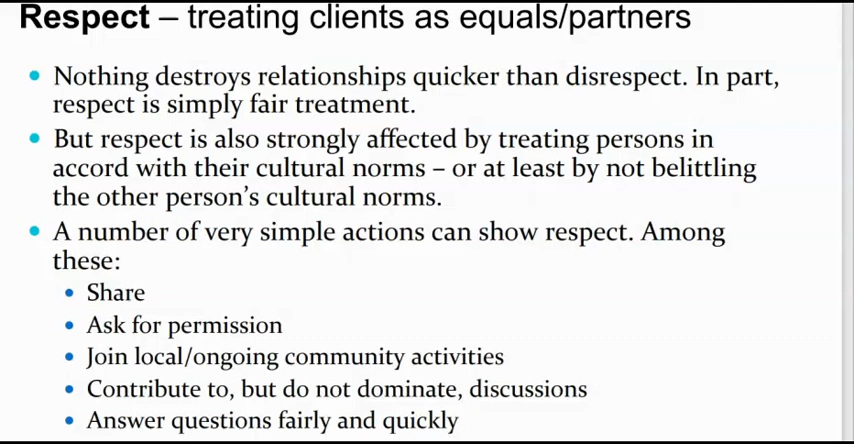 Respect – treating clients as equals/partners
• Nothing destroys relationships quicker than disrespect. In part,
respect is simply fair treatment.
• But respect is also strongly affected by treating persons in
accord with their cultural norms – or at least by not belittling
the other person's cultural norms.
• A number of very simple actions can show respect. Among
these:
• Share
• Ask for permission
• Join local/ongoing community activities
• Contribute to, but do not dominate, discussions
• Answer questions fairly and quickly